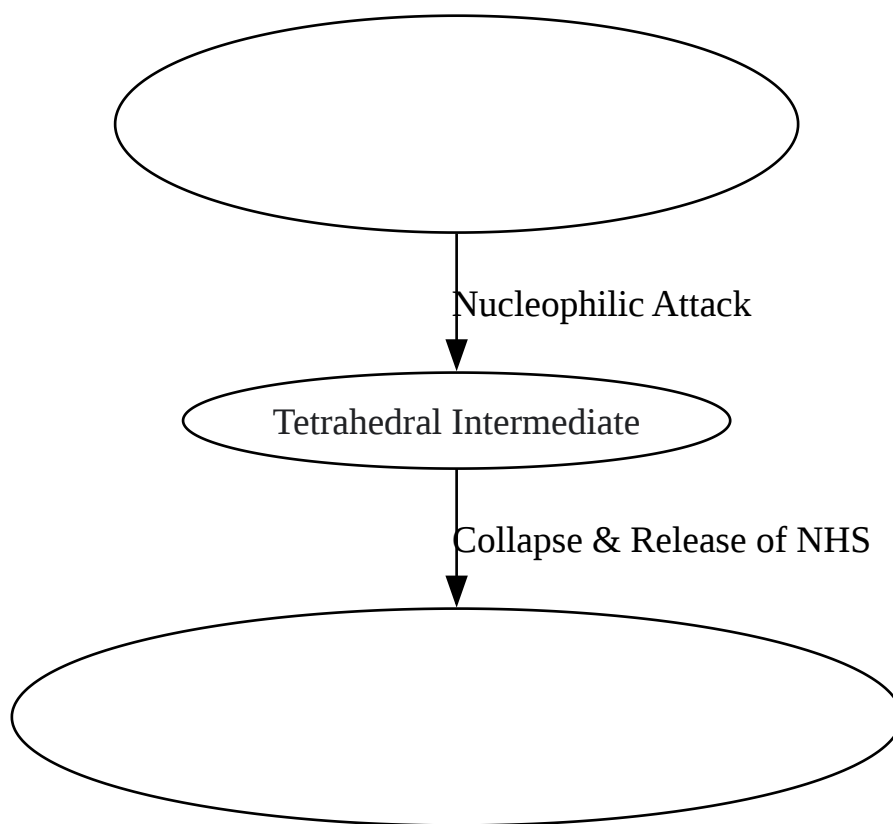 Nucleophilic Attack
Tetrahedral Intermediate
Collapse & Release of NHS